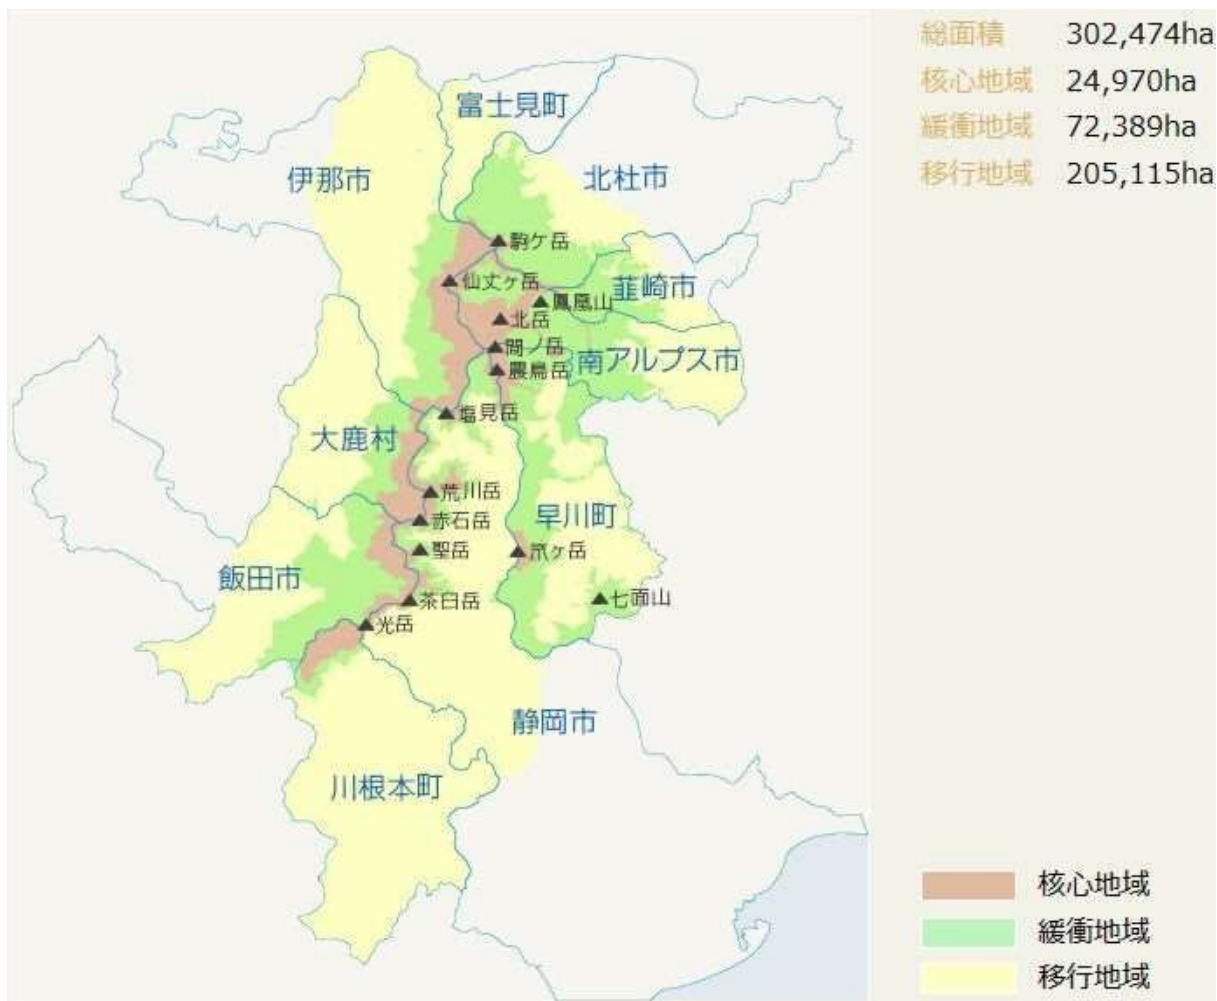 総面積 302,474ha
核心地域 24,970ha
緩衝地域 72,389ha
移行地域 205,115ha
富士見町
伊那市
北杜市
駒ケ岳
仙丈ヶ岳
韮崎市
鳳凰山
北岳
間ノ岳
南アルプス市
農鳥岳
塩見岳
大鹿村
荒川岳
早川町
赤石岳
聖岳
笊ヶ岳
飯田市
茶臼岳
七面山
光岳
静岡市
川根本町
核心地域
緩衝地域
移行地域